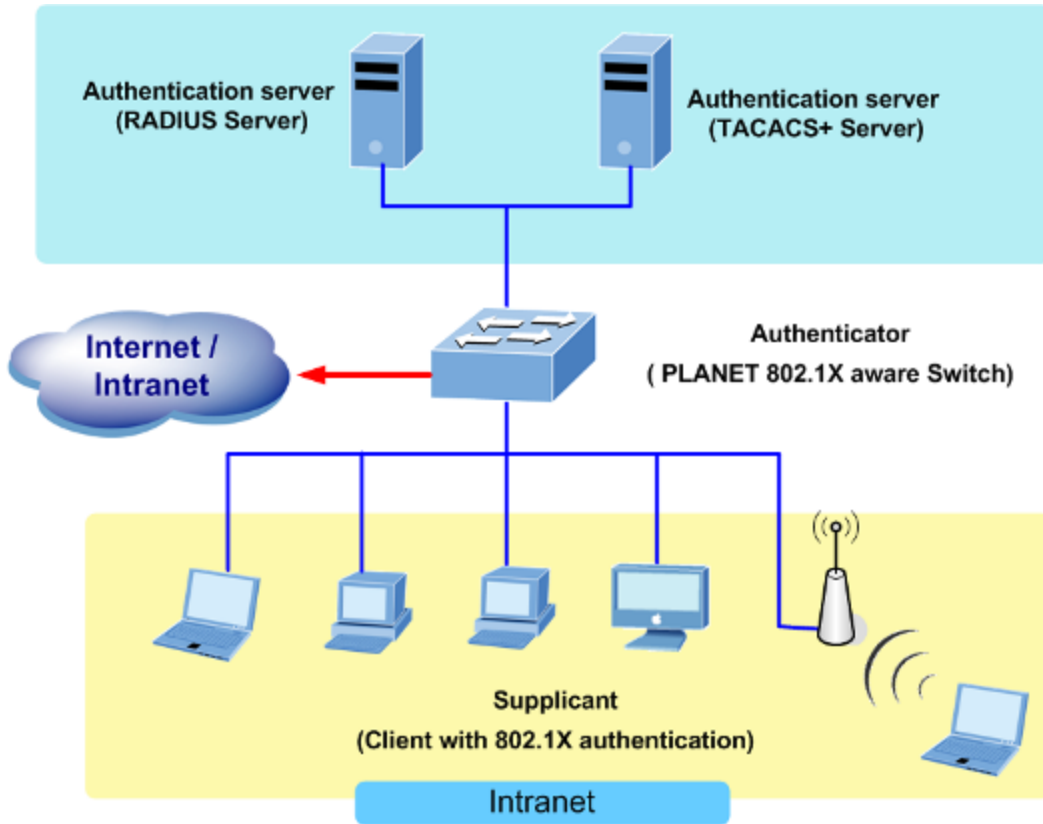 Authentication server
(RADIUS Server)
Authentication server
(TACACS+ Server)
Internet /
Intranet
Authenticator
( PLANET 802.1X aware Switch)
Supplicant
(Client with 802.1X authentication)
Intranet